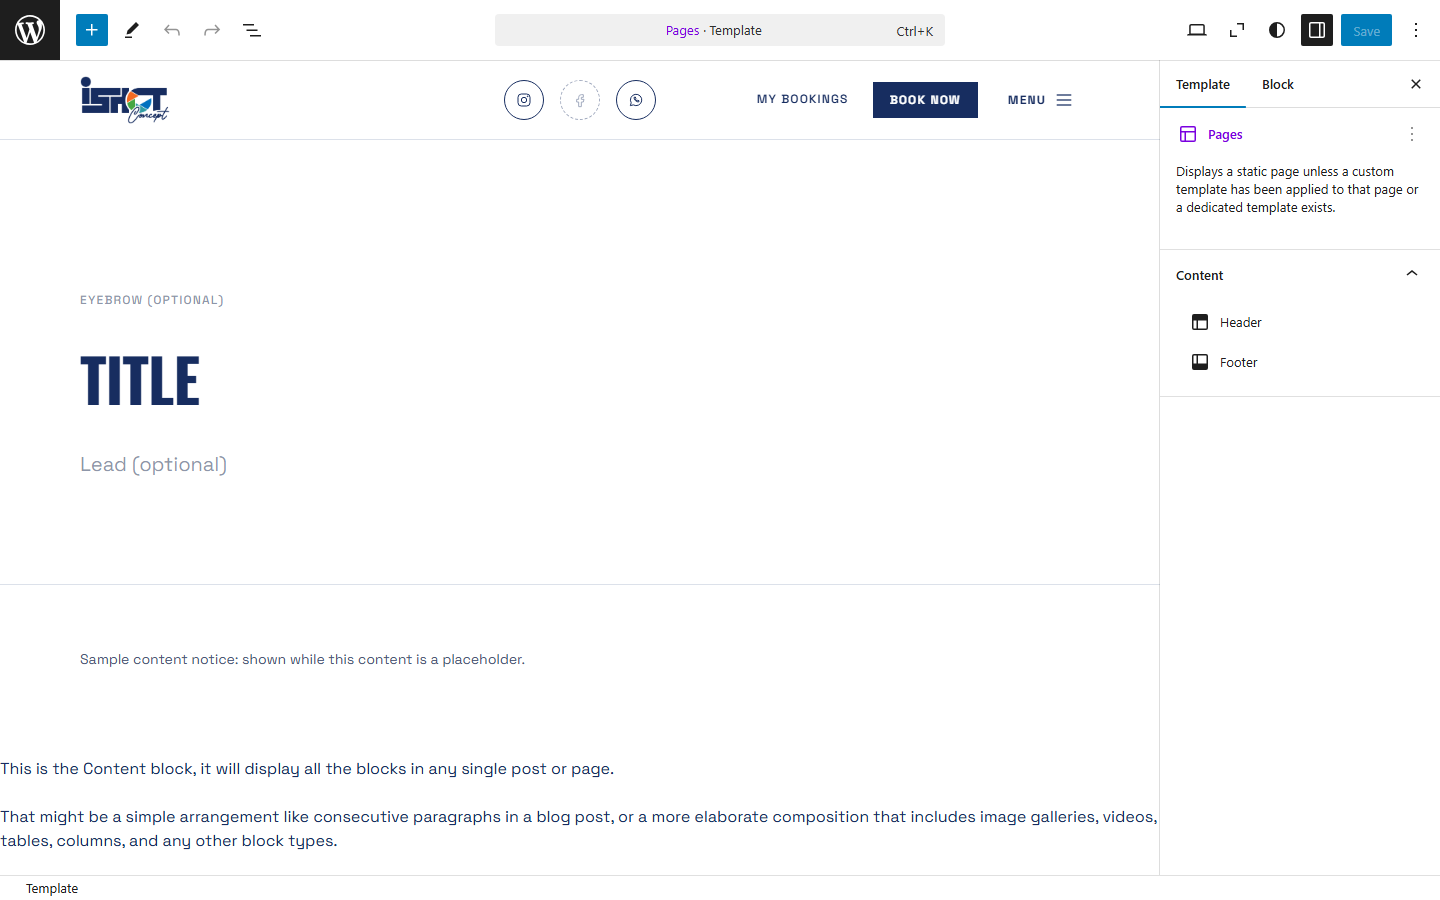 Pages · Template
Ctrl+K
Save
iSHOT
Concept
MY BOOKINGS
BOOK NOW
MENU
EYEBROW (OPTIONAL)
TITLE
Lead (optional)
Sample content notice: shown while this content is a placeholder.
This is the Content block, it will display all the blocks in any single post or page.
That might be a simple arrangement like consecutive paragraphs in a blog post, or a more elaborate composition that includes image galleries, videos,
tables, columns, and any other block types.
Template
Block
Pages
Displays a static page unless a custom
template has been applied to that page or
a dedicated template exists.
Content
Header
Footer
Template